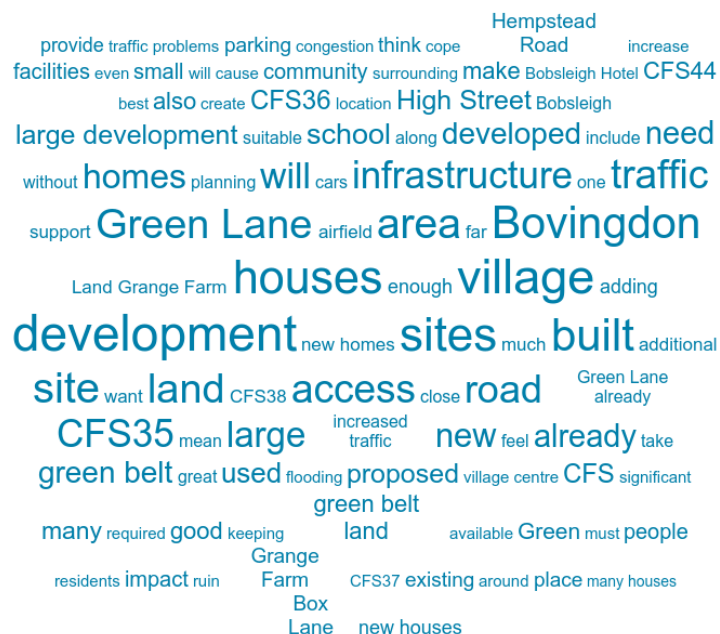 Hempstead
provide traffic problems parking congestion think cope Road increase
facilities even small will cause community surrounding make Bobsleigh Hotel CFS44
best also create CFS36 location High Street Bobsleigh
large development suitable school along developed include need
without homes planning will cars infrastructure one traffic
support Green Lane airfield area far Bovingdon
Land Grange Farm houses enough village adding
development new homes sites much built additional
site want land CFS38 access close road Green Lane already
CFS35 mean large increased traffic new feel already take
green belt great used flooding proposed village centre CFS significant
green belt
many required good keeping land available Green must people
Grange
residents impact ruin Farm CFS37 existing around place many houses
Box
Lane new houses